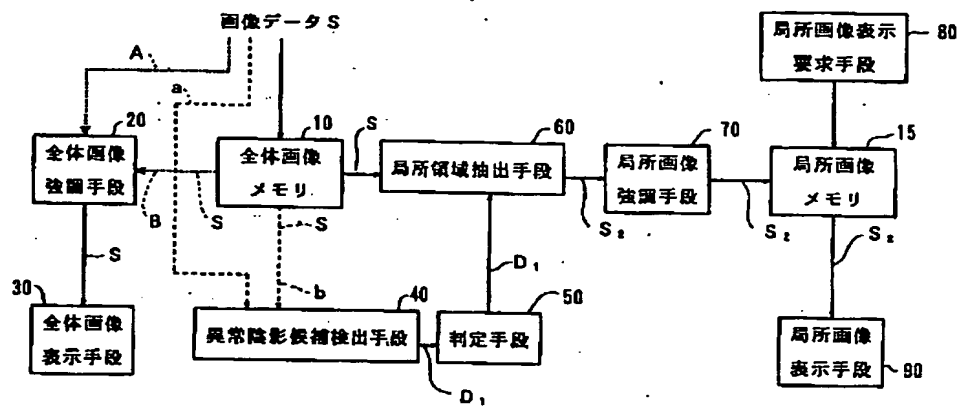 画像データS
A
a
20
全体画像
強調手段
B
S
10
全体画像
メモリ
S
S
b
S
30
全体画像
表示手段
40
異常陰影候補検出手段
D₁
50
判定手段
D₁
60
局所領域抽出手段
S₂
70
局所画像
強調手段
S₂
80
局所画像表示
要求手段
15
局所画像
メモリ
S₂
局所画像
表示手段
90